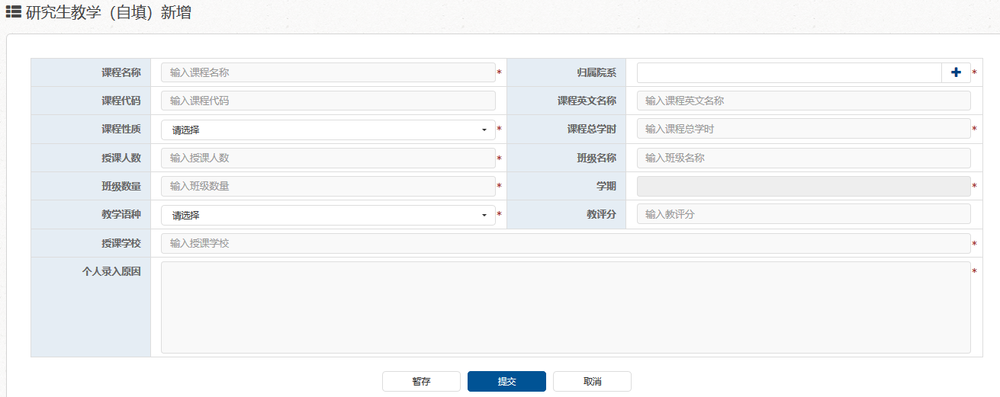 研究生教学（自填）新增
课程名称 输入课程名称 * 归属院系 *
课程代码 输入课程代码 课程英文名称 输入课程英文名称
课程性质 请选择 * 课程总学时 输入课程总学时 *
授课人数 输入授课人数 * 班级名称 输入班级名称
班级数量 输入班级数量 * 学期 *
教学语种 请选择 * 教评分 输入教评分
授课学校 输入授课学校 *
个人录入原因 *
暂存 提交 取消